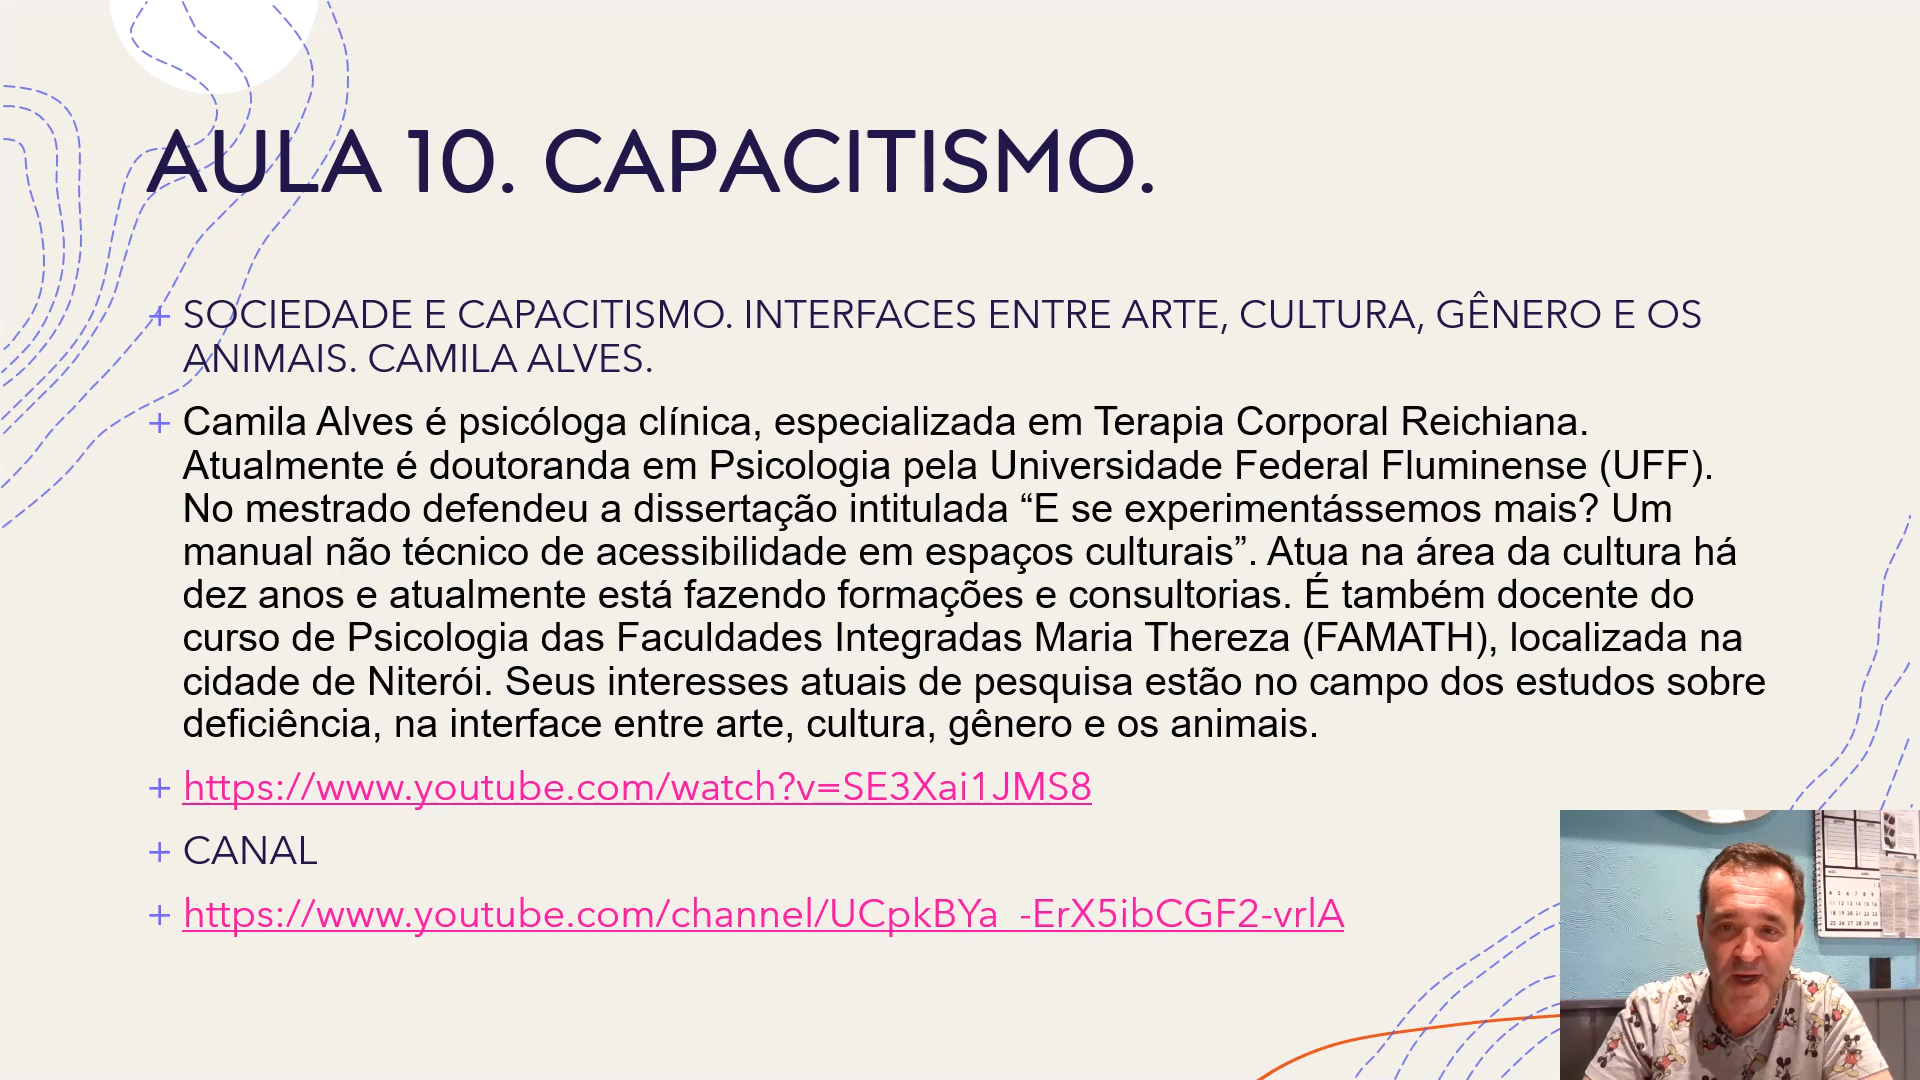 AULA 10. CAPACITISMO.
+ SOCIEDADE E CAPACITISMO. INTERFACES ENTRE ARTE, CULTURA, GÊNERO E OS
ANIMAIS. CAMILA ALVES.
+ Camila Alves é psicóloga clínica, especializada em Terapia Corporal Reichiana.
Atualmente é doutoranda em Psicologia pela Universidade Federal Fluminense (UFF).
No mestrado defendeu a dissertação intitulada “E se experimentássemos mais? Um
manual não técnico de acessibilidade em espaços culturais”. Atua na área da cultura há
dez anos e atualmente está fazendo formações e consultorias. É também docente do
curso de Psicologia das Faculdades Integradas Maria Thereza (FAMATH), localizada na
cidade de Niterói. Seus interesses atuais de pesquisa estão no campo dos estudos sobre
deficiência, na interface entre arte, cultura, gênero e os animais.
+ https://www.youtube.com/watch?v=SE3Xai1JMS8
+ CANAL
+ https://www.youtube.com/channel/UCpkBYa_-ErX5ibCGF2-vrlA